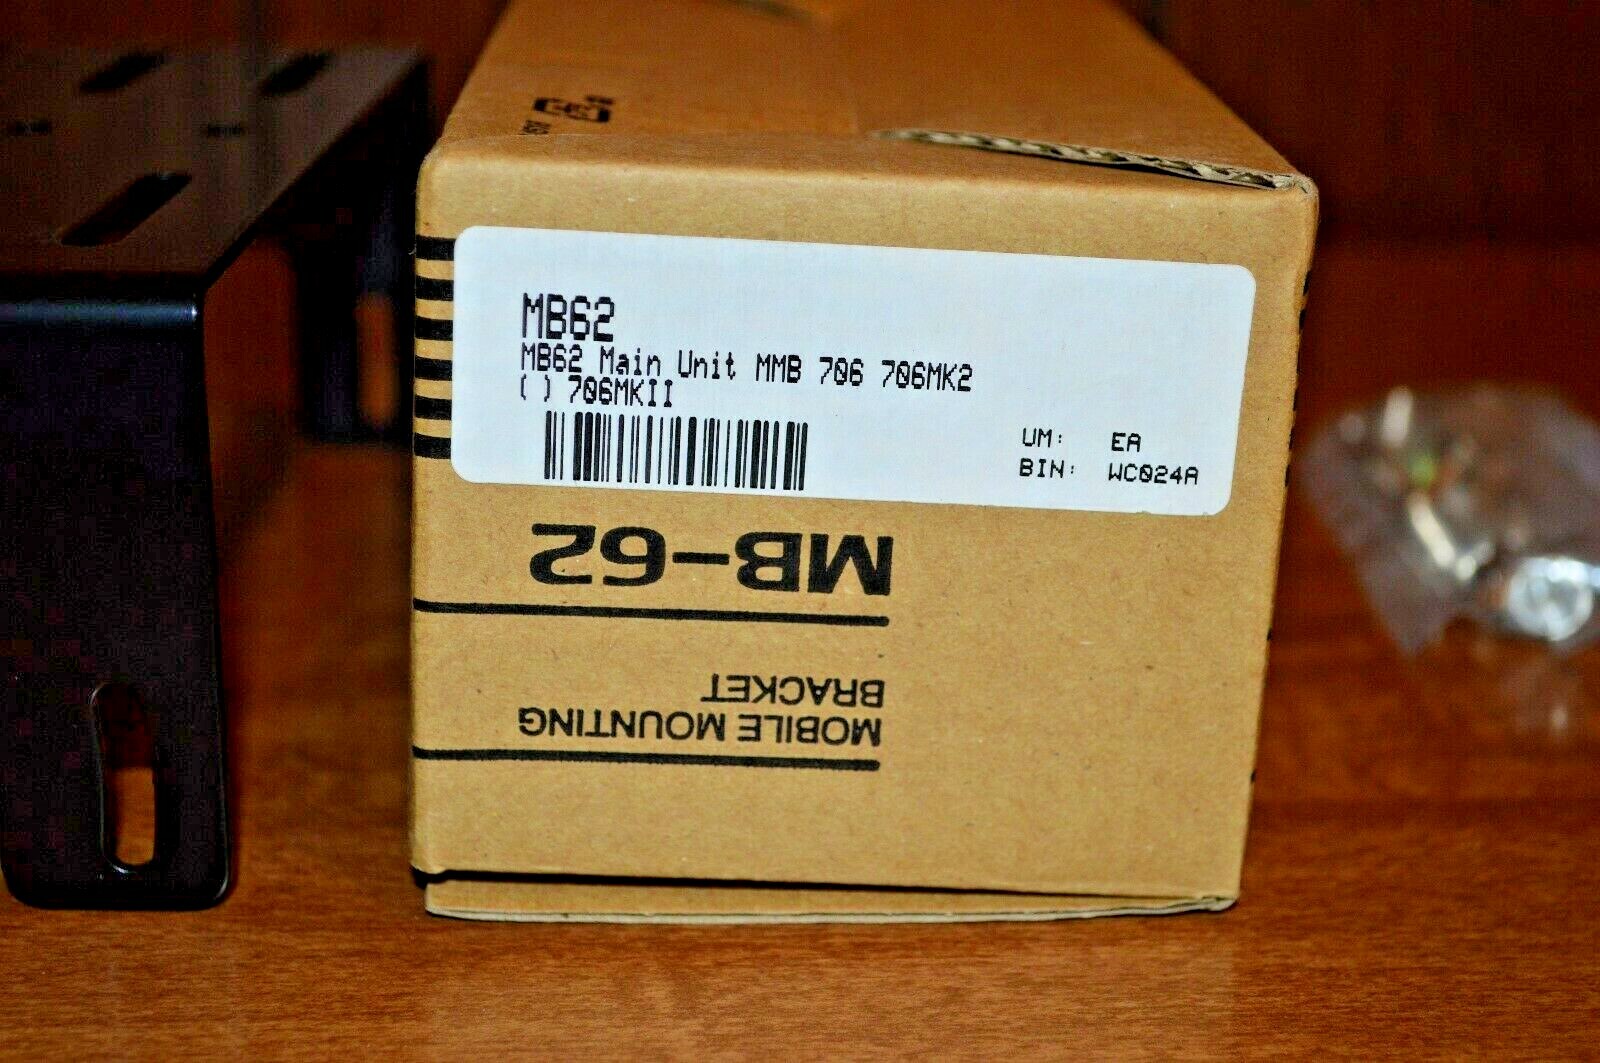 MB62
MB62 Main Unit MMB 706 706MK2
( ) 706MKII
UM: EA
BIN: WC024A
MB-62
MOBILE MOUNTING
BRACKET